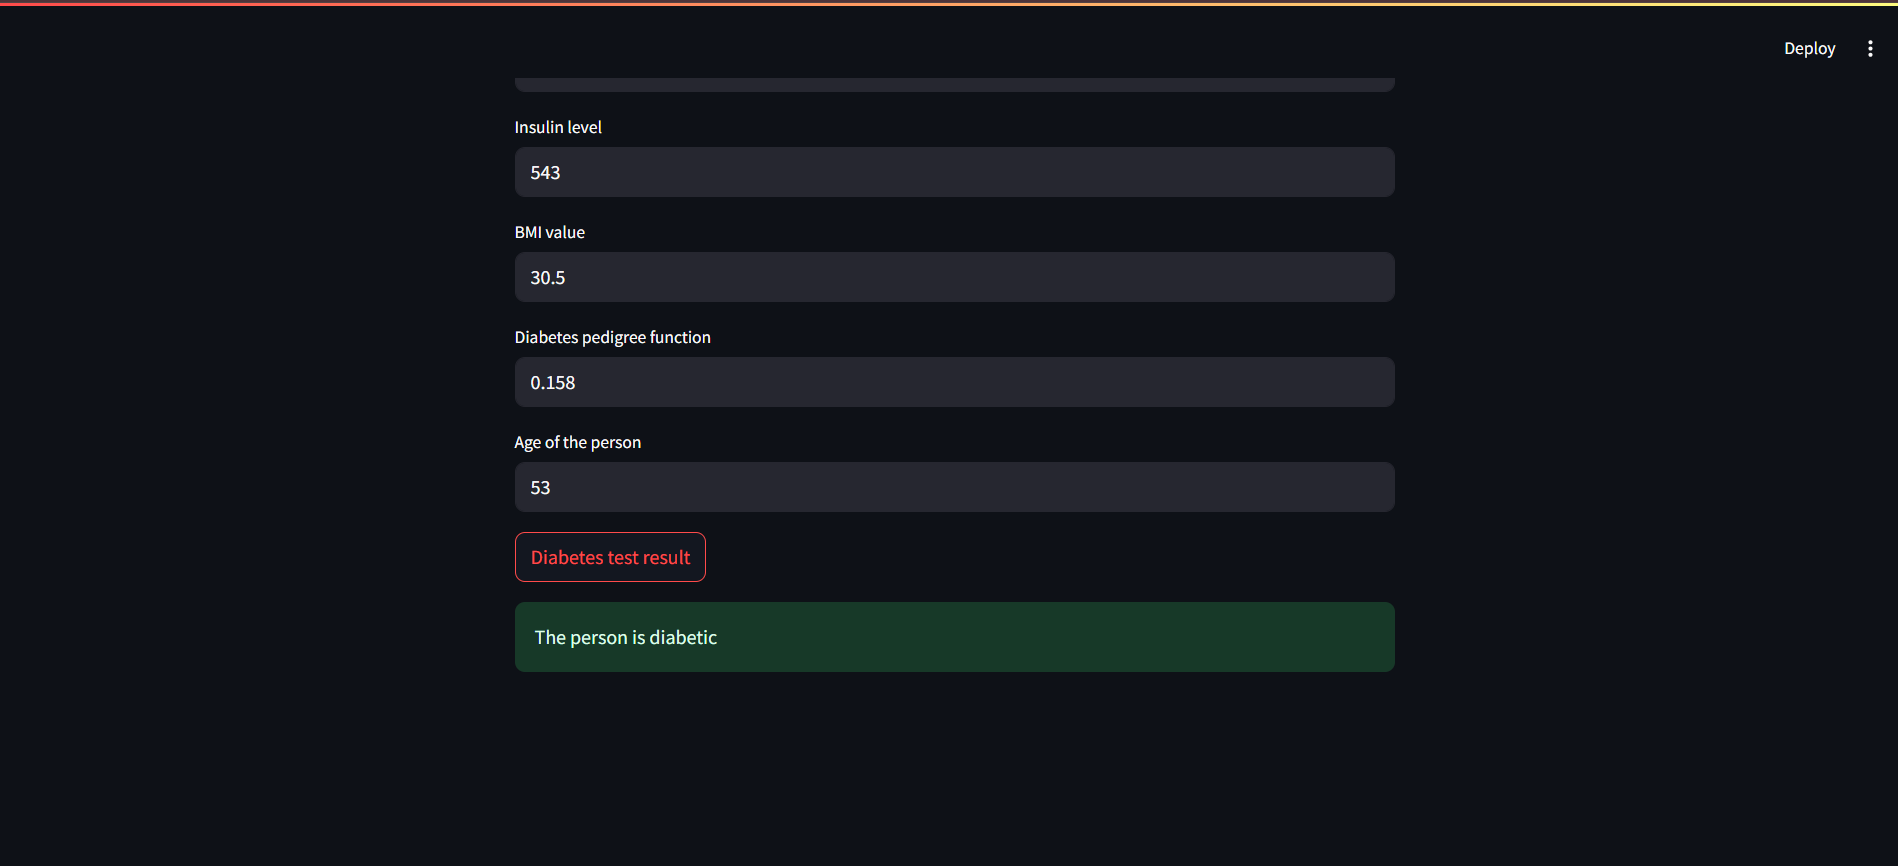 Deploy
Insulin level
543
BMI value
30.5
Diabetes pedigree function
0.158
Age of the person
53
Diabetes test result
The person is diabetic